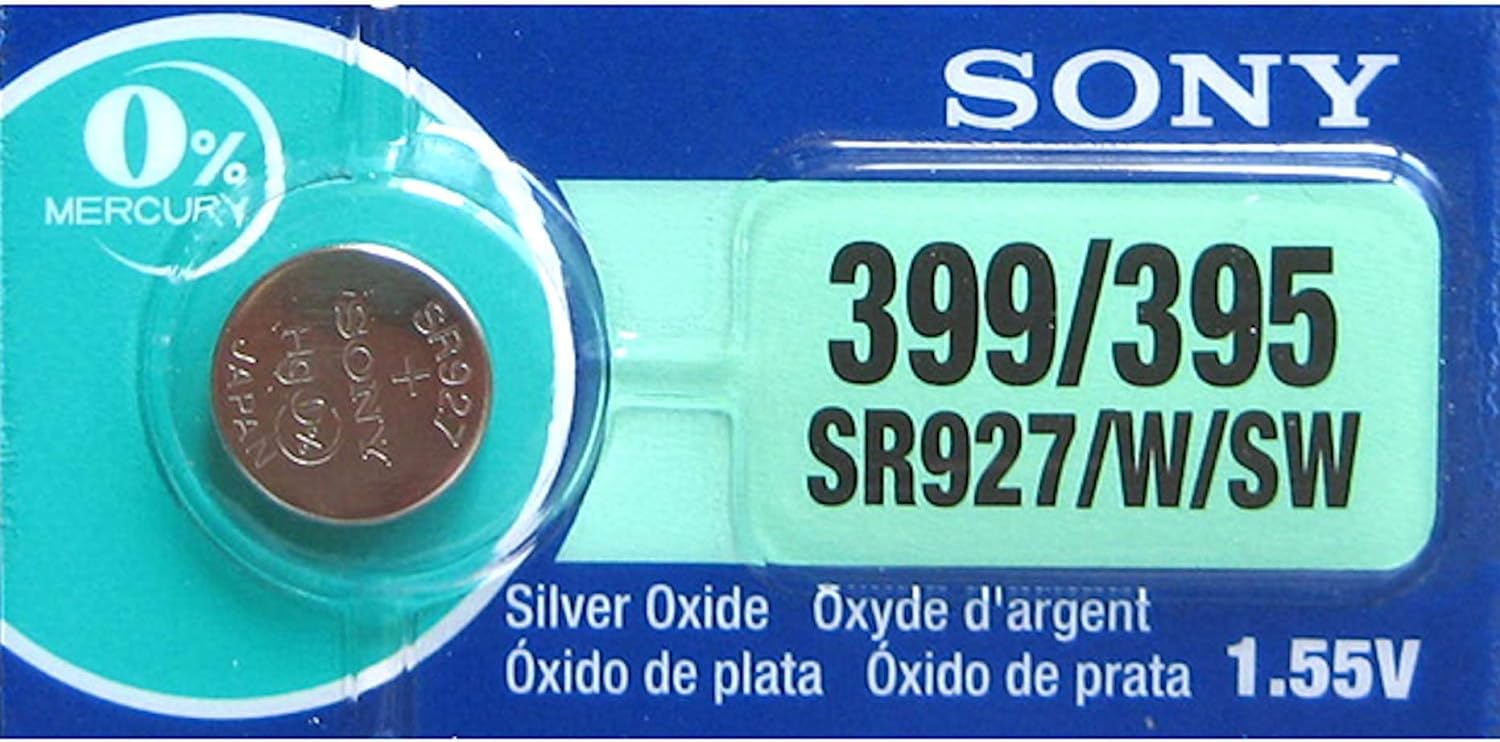 SONY
0%
MERCURY
399/395
SR927/W/SW
SR927
+
SONY
Hg 0%
JAPAN
Silver Oxide Oxyde d'argent
Óxido de plata Óxido de prata 1.55V